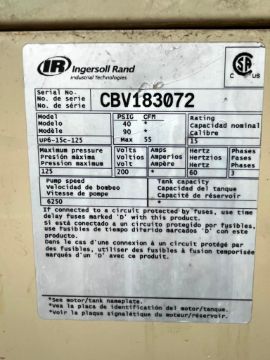 IR Ingersoll Rand
Industrial Technologies
C US
Serial No.
No. de serie
No. de série
CBV183072
Model PSIG CFM Rating
Modelo 40 * Capacidad nominal
Modèle 90 * calibre
UP6-15c-125 Max 55 15
Maximum pressure Volts Amps Hertz Phases
Presión máxima Voltios Amperios Hertzios Fases
Pression maxima Volts Ampère Hertz Phases
125 200 * 60 3
Pump speed Tank capacity
Velocidad de bombeo Capacidad del tanque
Vitesse de pompe Capacité de réservoir
6250 *
If connected to a circuit protected by fuses, use time
delay fuses marked 'D' with this product.
Si se conecta a un circuito protegido con fusibles,
use fusibles de tiempo diferido marcados 'D' con este
producto.
Dans le cas d'une connexion à un circuit protégé par
des fusibles, utiliser des fusibles à fusion temporisée
marqués d'un 'D' avec ce produit.
*See motor/tank nameplate.
*vea la placa de identificación del motor/tanque.
*Voir la plaque signalétique du moteur/réservoir.